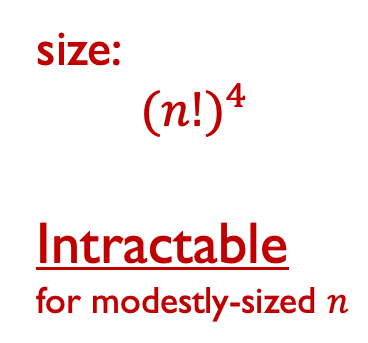 size:
(n!)⁴
Intractable
for modestly-sized n